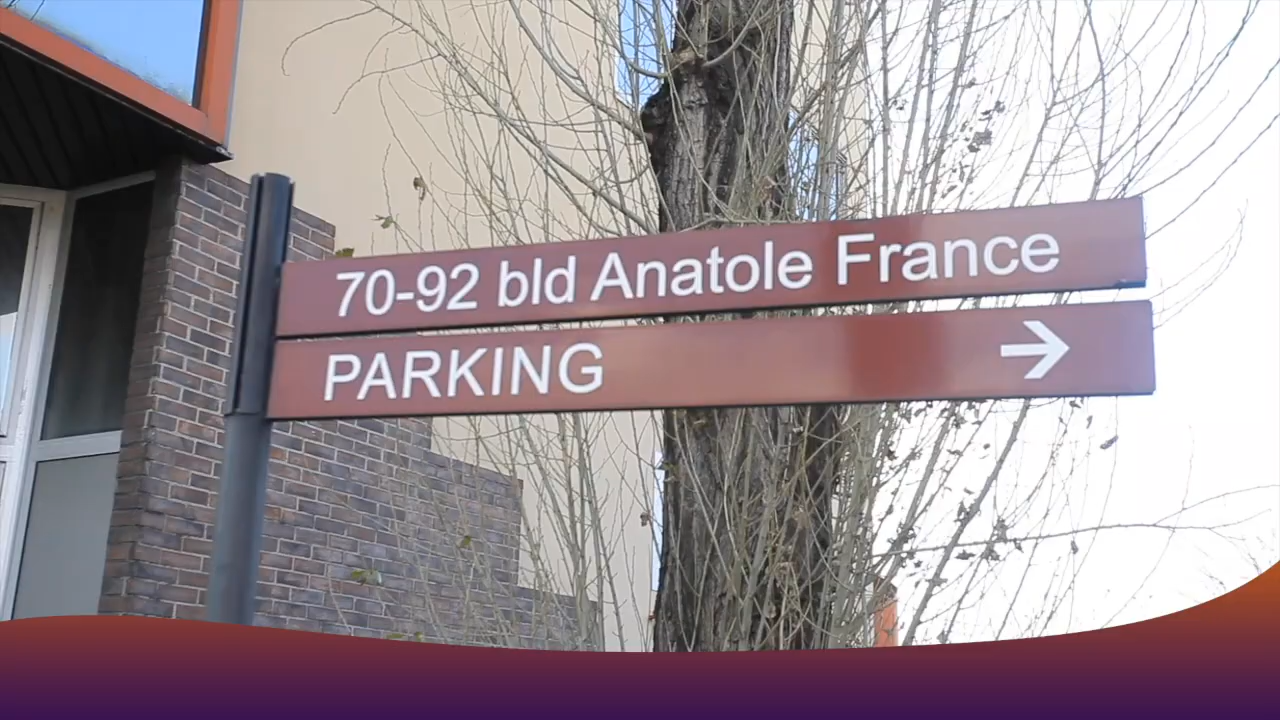 70-92 bld Anatole France
PARKING →